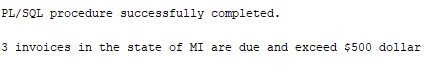 PL/SQL procedure successfully completed.
3 invoices in the state of MI are due and exceed $500 dollar